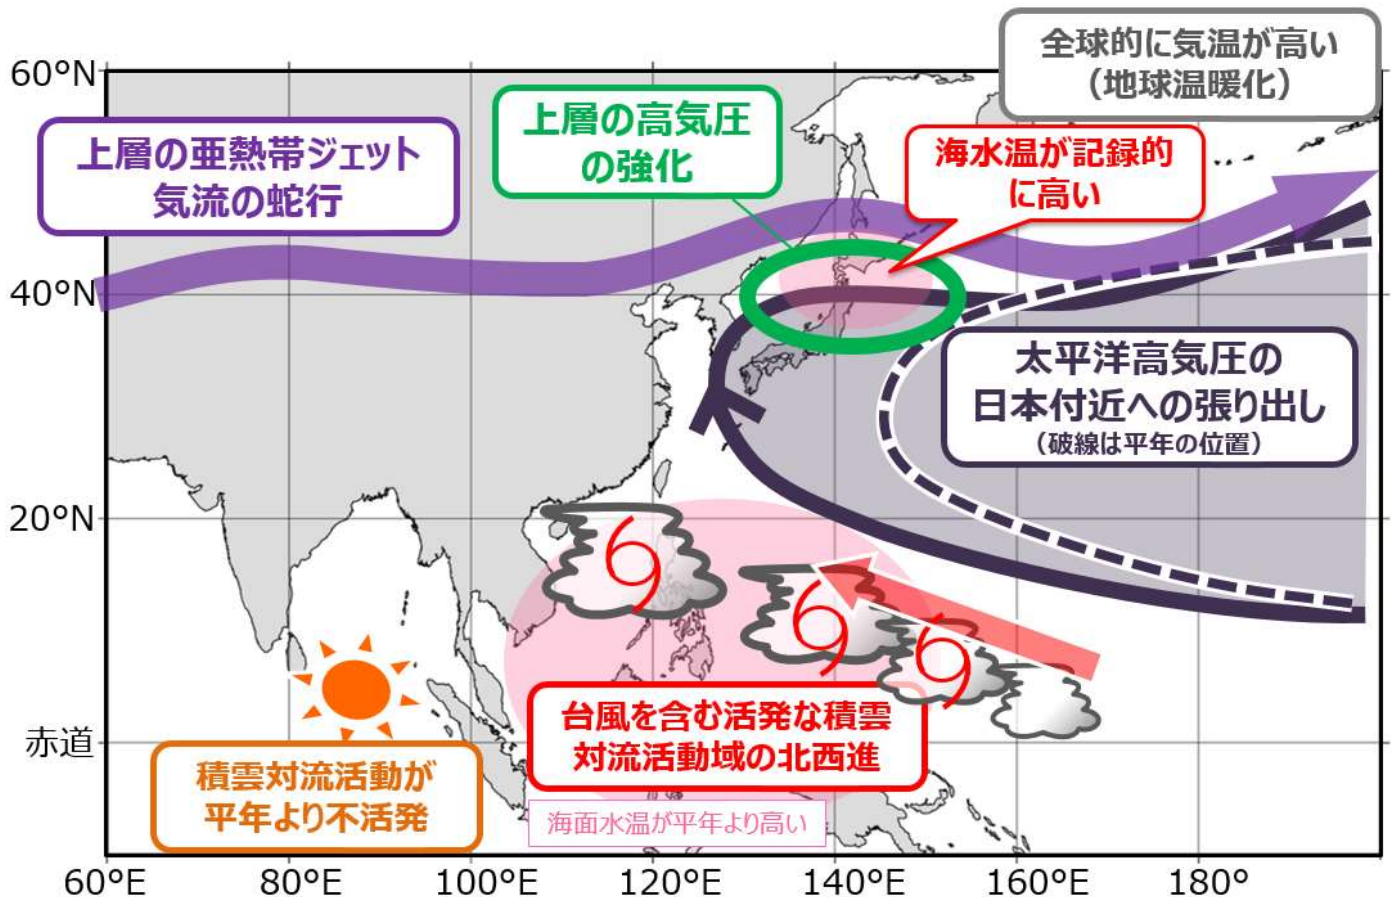 全球的に気温が高い
（地球温暖化）
60°N
上層の高気圧
の強化
上層の亜熱帯ジェット
気流の蛇行
海水温が記録的
に高い
40°N
太平洋高気圧の
日本付近への張り出し
（破線は平年の位置）
20°N
台風を含む活発な積雲
対流活動域の北西進
赤道
積雲対流活動が
平年より不活発
海面水温が平年より高い
60°E
80°E
100°E
120°E
140°E
160°E
180°